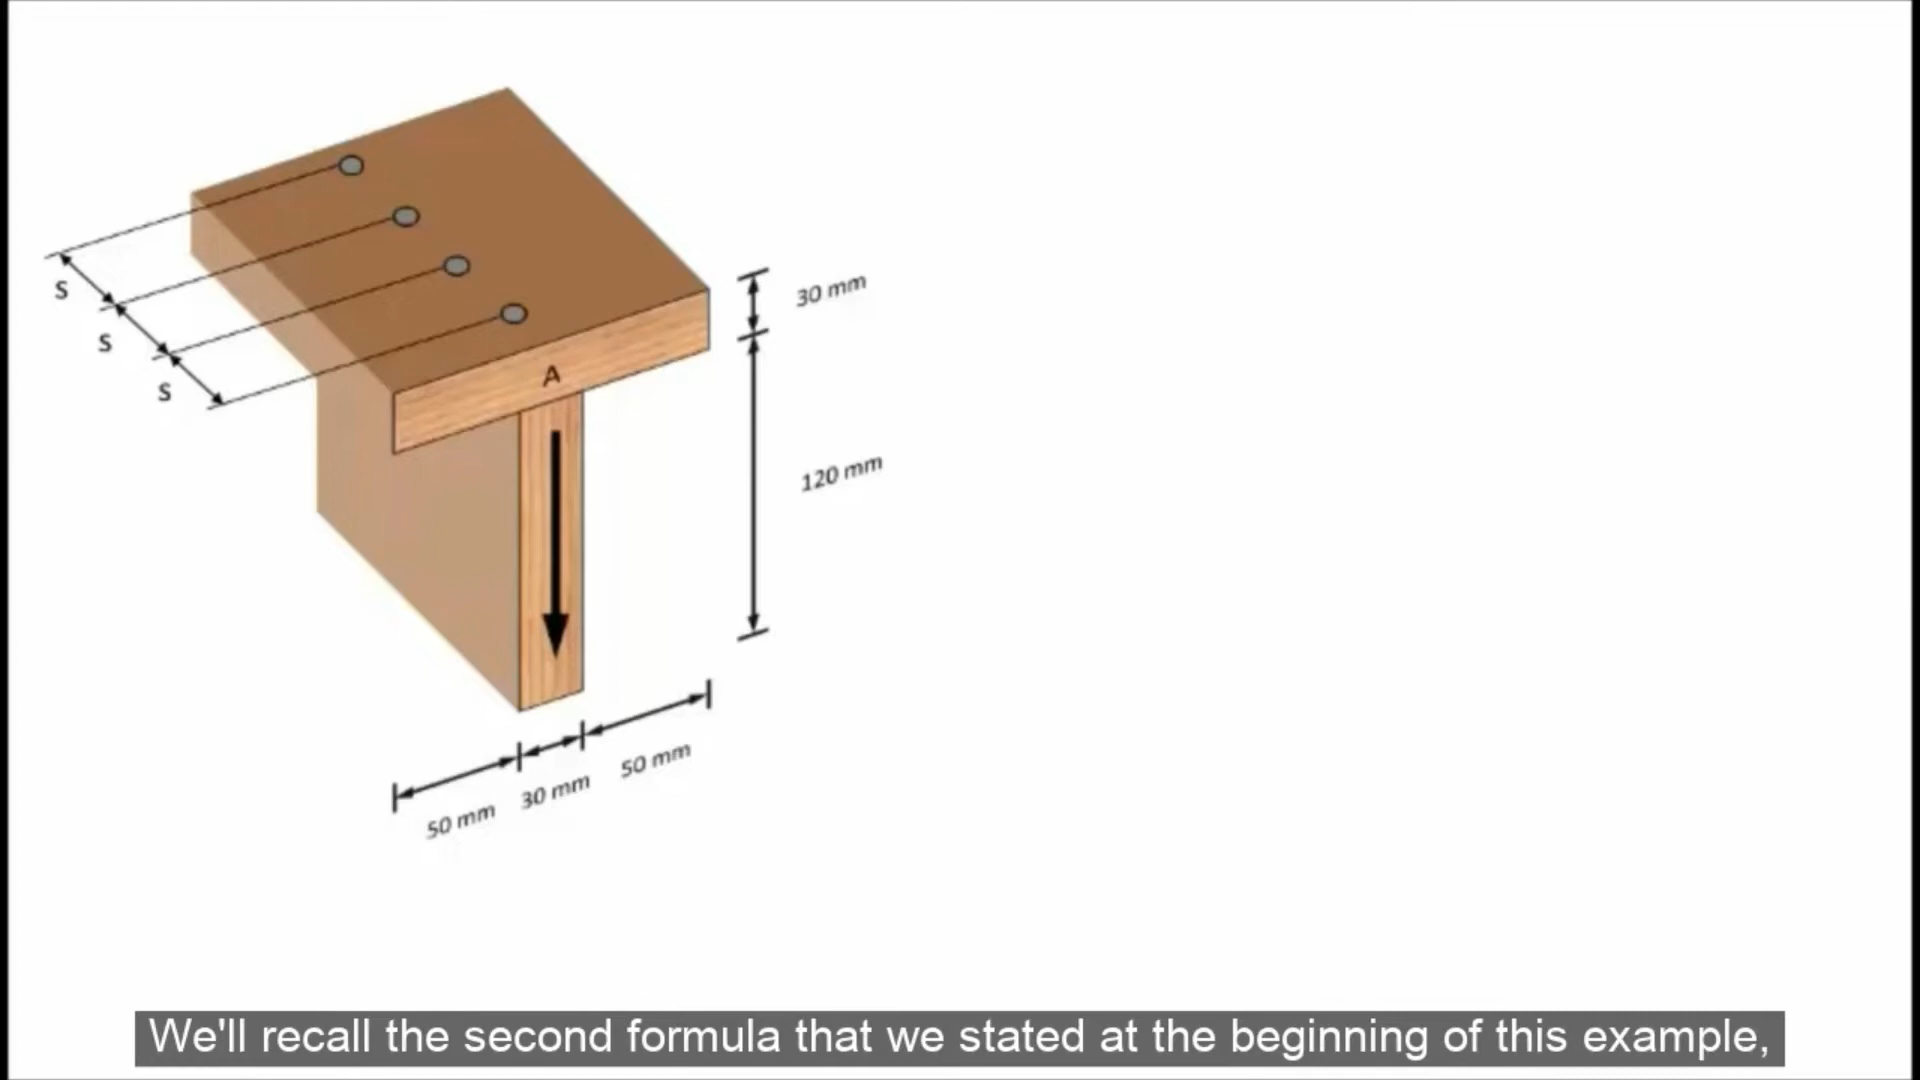 S
S
S
A
30 mm
120 mm
50 mm
30 mm
50 mm
We'll recall the second formula that we stated at the beginning of this example,